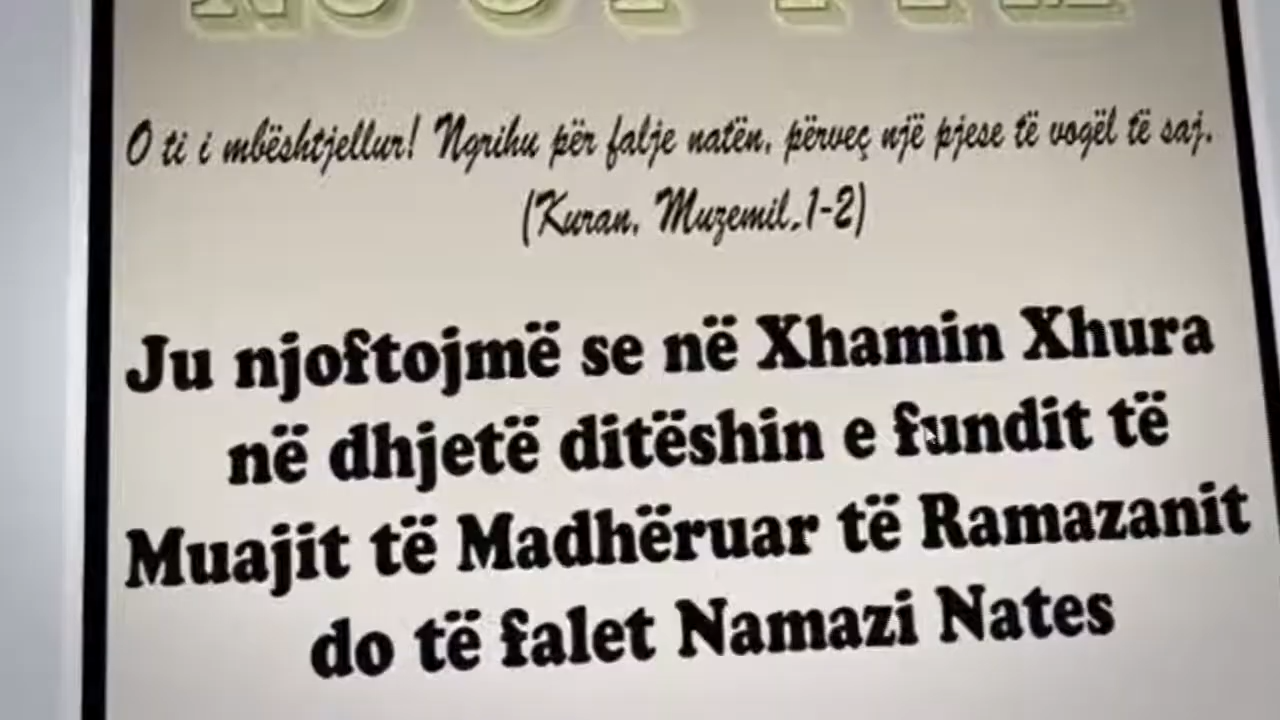 O ti i mbështjellur! Ngrihu për falje natën, përveç një pjese të vogël të saj.
(Kuran, Muzemil,1-2)
Ju njoftojmë se në Xhamin Xhura
në dhjetë ditëshin e fundit të
Muajit të Madhëruar të Ramazanit
do të falet Namazi Nates